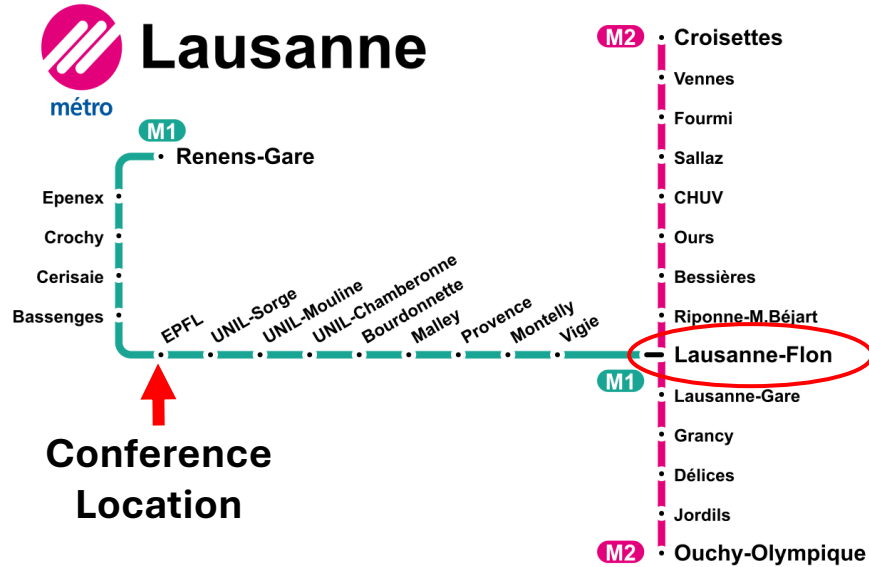 Lausanne
métro
M1
Renens-Gare
Epenex
Crochy
Cerisaie
Bassenges
EPFL
UNIL-Sorge
UNIL-Mouline
UNIL-Chamberonne
Bourdonnette
Malley
Provence
Montelly
Vigie
M1
Conference
Location
M2
Croisettes
Vennes
Fourmi
Sallaz
CHUV
Ours
Bessières
Riponne-M.Béjart
Lausanne-Flon
Lausanne-Gare
Grancy
Délices
Jordils
M2
Ouchy-Olympique